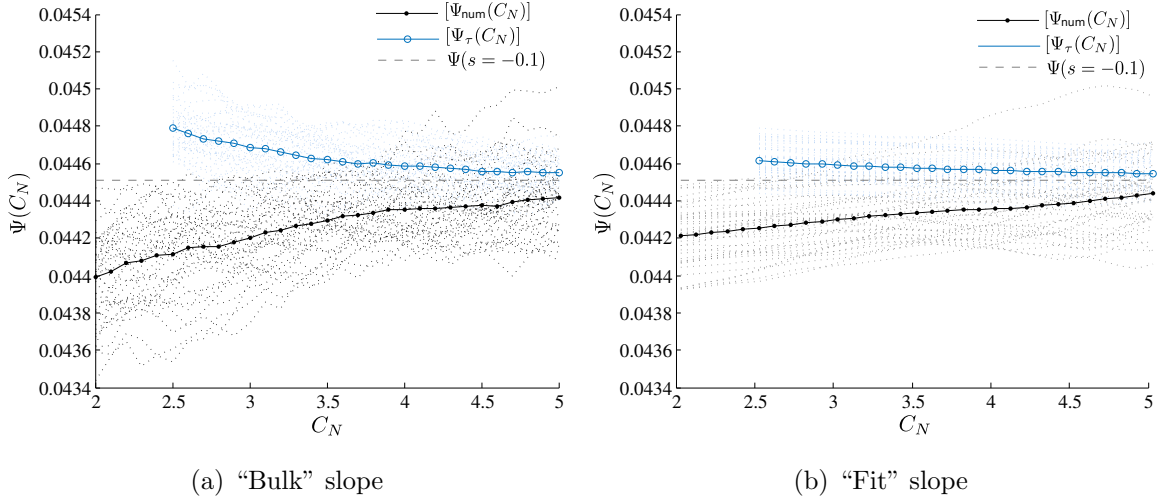 0.0454
0.0452
0.045
0.0448
0.0446
0.0444
0.0442
0.044
0.0438
0.0436
0.0434
Ψ(C_N)
2 2.5 3 3.5 4 4.5 5
C_N
[Ψ_num(C_N)]
[Ψ_τ(C_N)]
Ψ(s = −0.1)
(a) “Bulk” slope
0.0454
0.0452
0.045
0.0448
0.0446
0.0444
0.0442
0.044
0.0438
0.0436
0.0434
Ψ(C_N)
2 2.5 3 3.5 4 4.5 5
C_N
[Ψ_num(C_N)]
[Ψ_τ(C_N)]
Ψ(s = −0.1)
(b) “Fit” slope